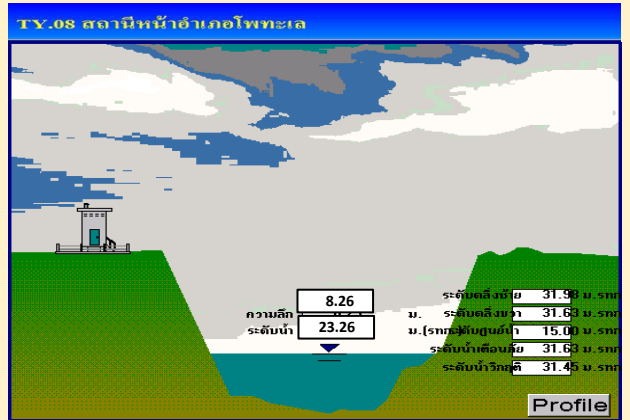 TY.08 สถานีหน้าอำเภอโพทะเล
ความลึก 8.26 ม.
ระดับน้ำ 23.26 ม.(รทก.)
ระดับตลิ่งซ้าย 31.98 ม.รทก
ระดับตลิ่งขวา 31.63 ม.รทก
ระดับศูนย์น้ำ 15.00 ม.รทก
ระดับน้ำเตือนภัย 31.63 ม.รทก
ระดับน้ำวิกฤติ 31.45 ม.รทก
Profile